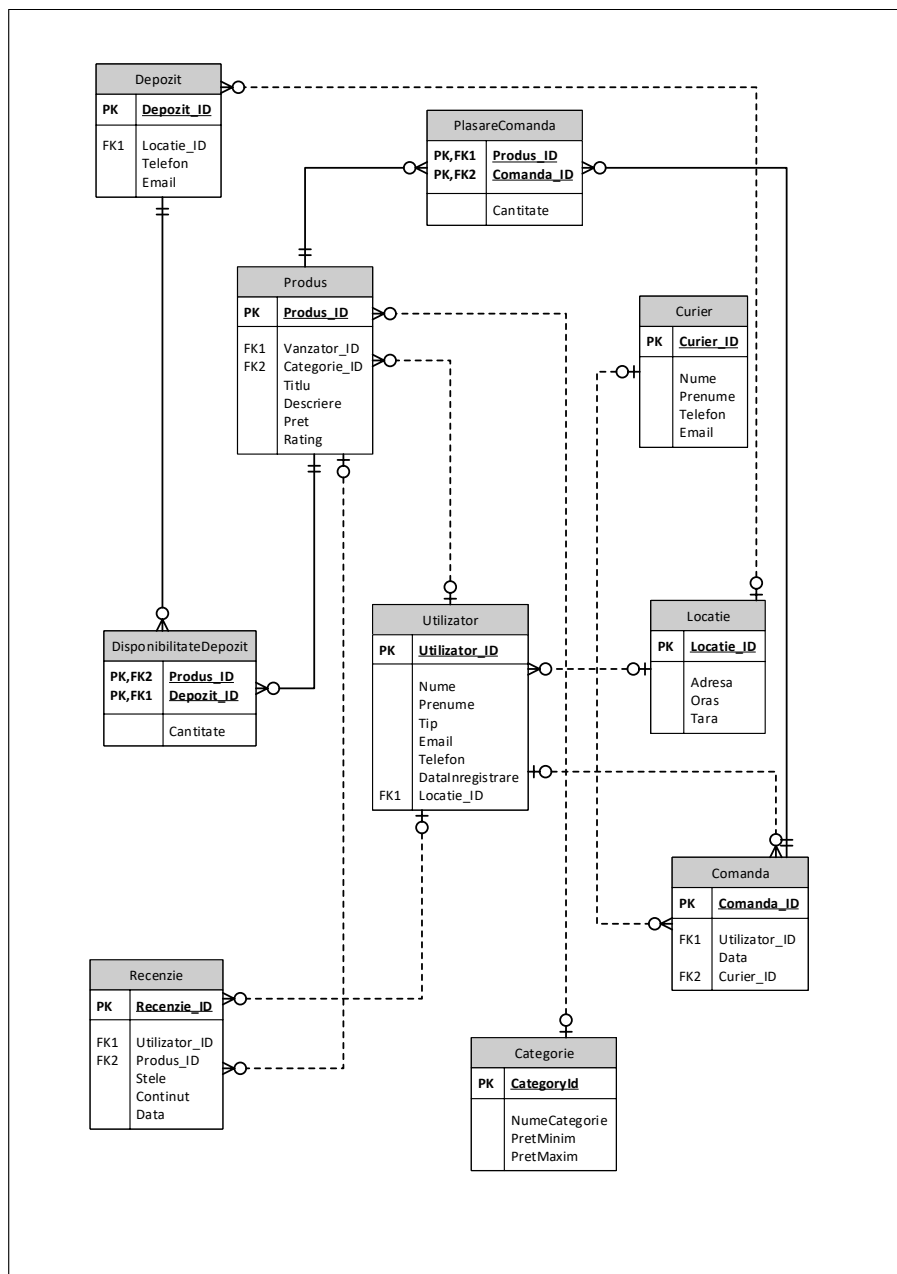 Depozit
PK Depozit_ID
FK1 Locatie_ID
Telefon
Email
PlasareComanda
PK,FK1 Produs_ID
PK,FK2 Comanda_ID
Cantitate
Produs
PK Produs_ID
FK1 Vanzator_ID
FK2 Categorie_ID
Titlu
Descriere
Pret
Rating
Curier
PK Curier_ID
Nume
Prenume
Telefon
Email
DisponibilitateDepozit
PK,FK2 Produs_ID
PK,FK1 Depozit_ID
Cantitate
Utilizator
PK Utilizator_ID
Nume
Prenume
Tip
Email
Telefon
DataInregistrare
FK1 Locatie_ID
Locatie
PK Locatie_ID
Adresa
Oras
Tara
Comanda
PK Comanda_ID
FK1 Utilizator_ID
Data
FK2 Curier_ID
Recenzie
PK Recenzie_ID
FK1 Utilizator_ID
FK2 Produs_ID
Stele
Continut
Data
Categorie
PK CategoryId
NumeCategorie
PretMinim
PretMaxim